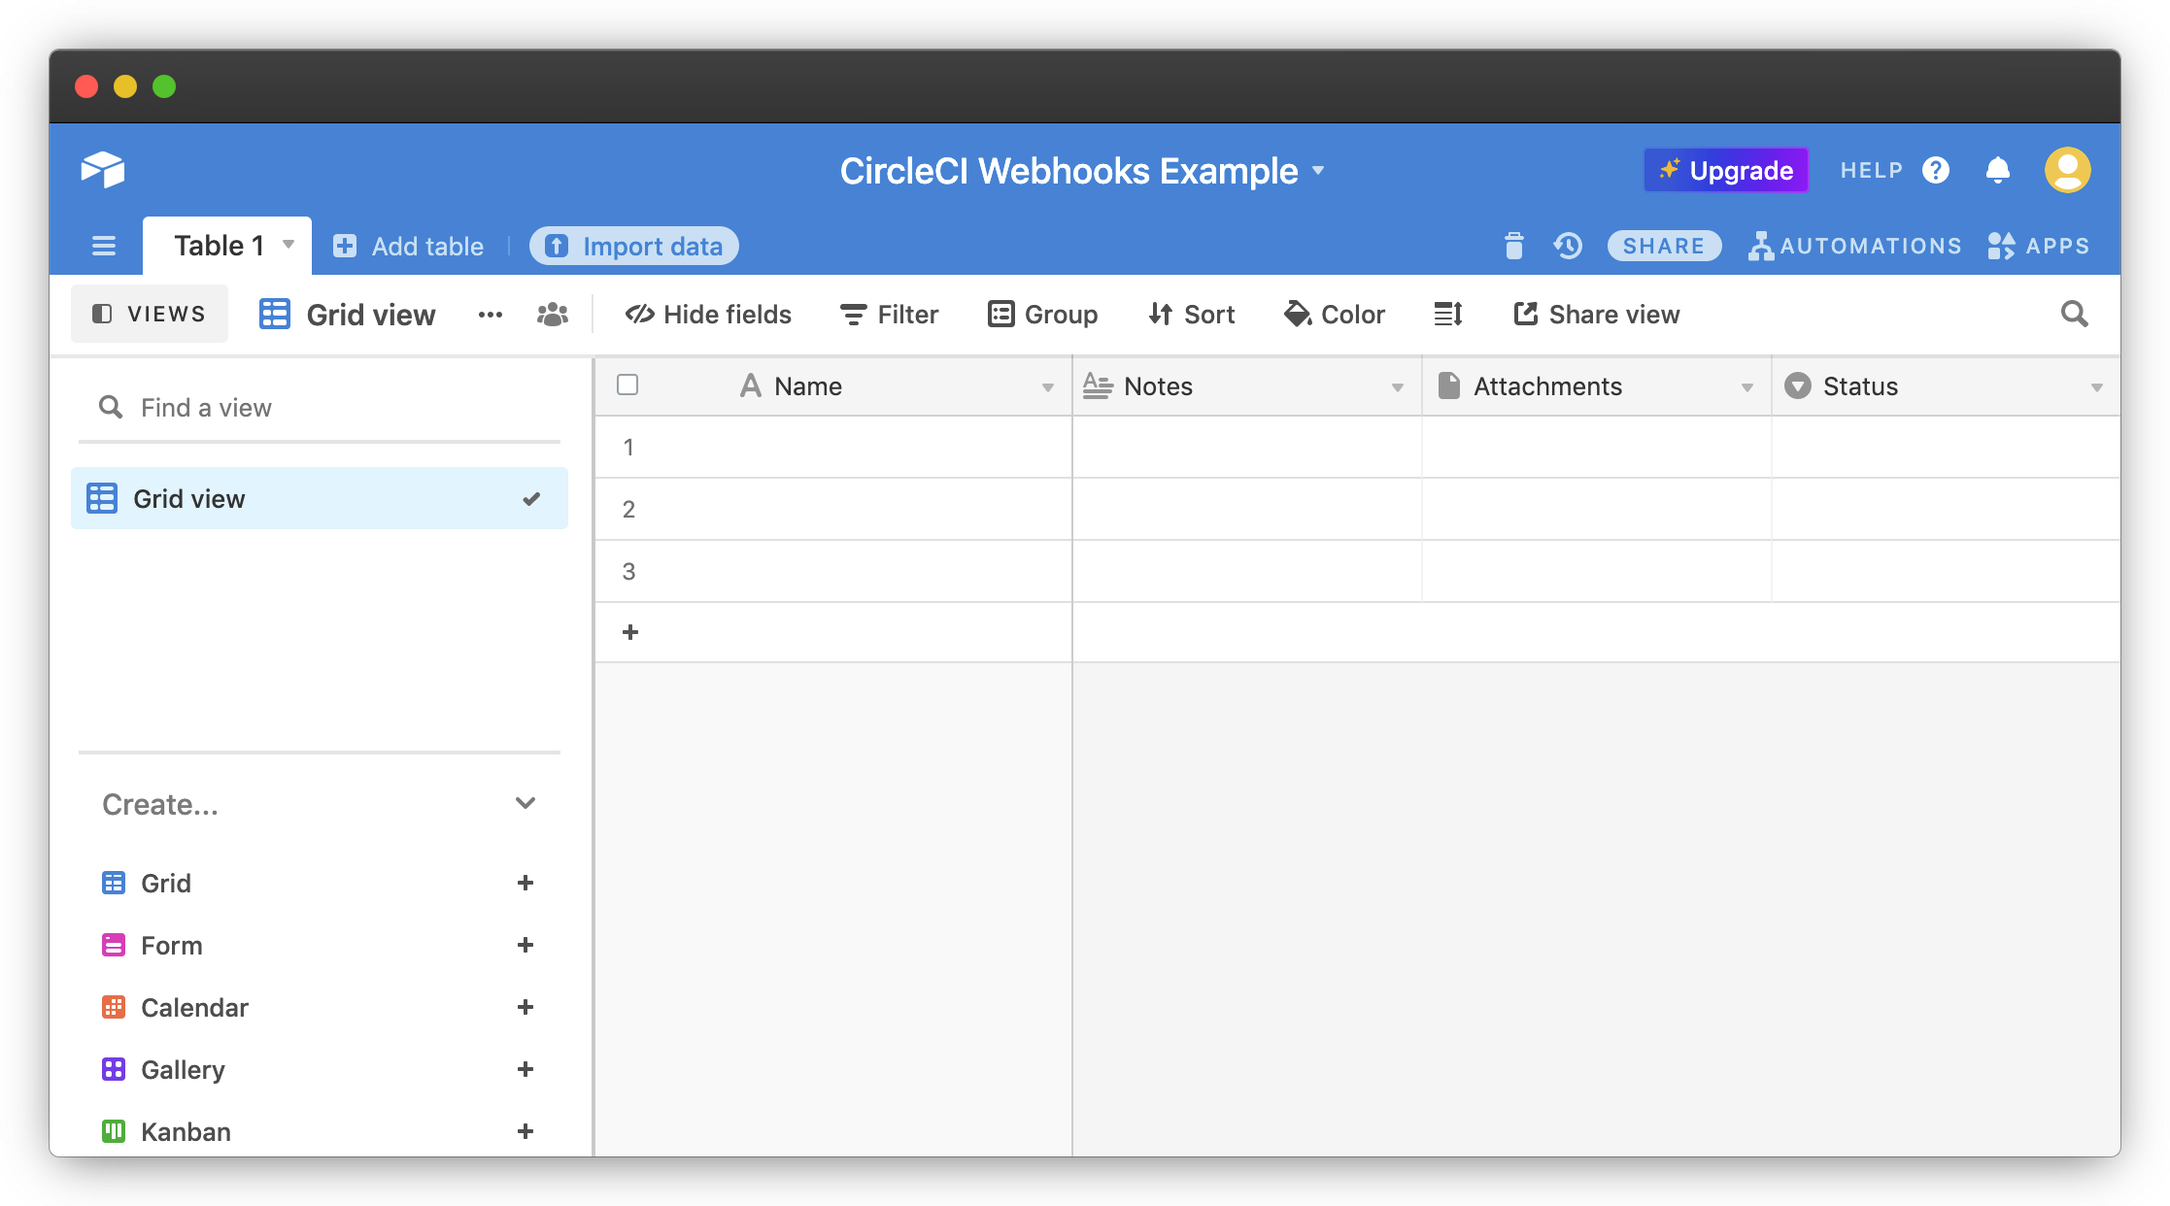 CircleCI Webhooks Example
Upgrade
HELP
Table 1
Add table
Import data
SHARE
AUTOMATIONS
APPS
VIEWS
Grid view
Hide fields
Filter
Group
Sort
Color
Share view
Find a view
Name
Notes
Attachments
Status
Grid view
1
2
3
Create...
Grid
Form
Calendar
Gallery
Kanban